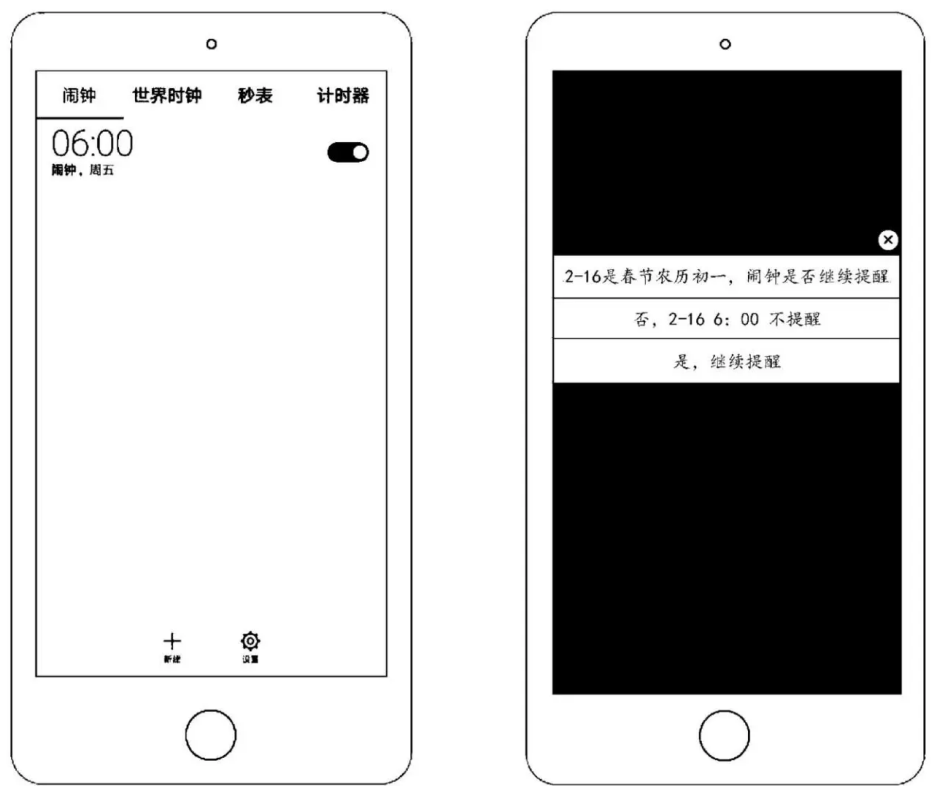 闹钟 世界时钟 秒表 计时器
06:00
闹钟，周五
新建 设置
2-16是春节农历初一，闹钟是否继续提醒
否，2-16 6：00 不提醒
是，继续提醒